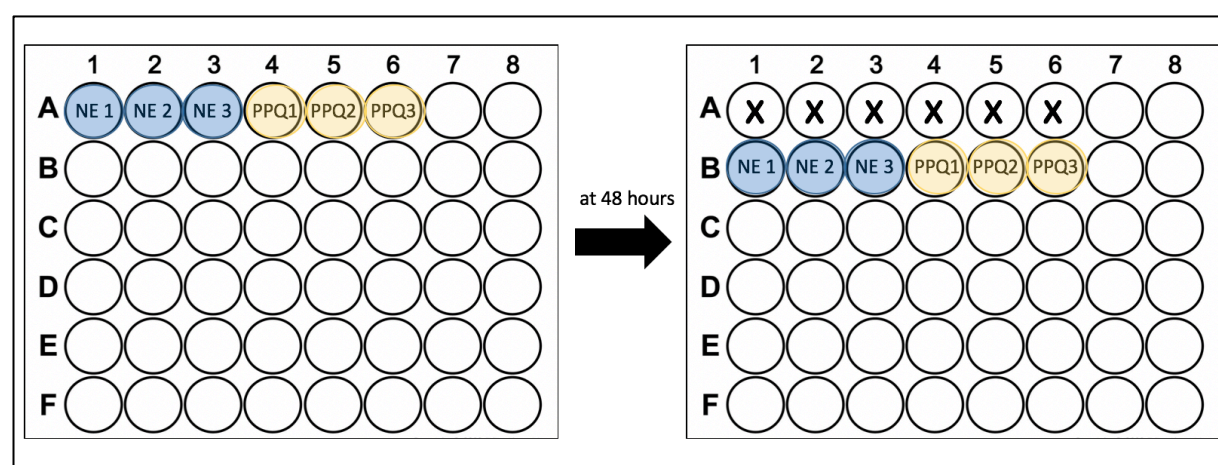 1 2 3 4 5 6 7 8
A NE 1 NE 2 NE 3 PPQ1 PPQ2 PPQ3
B
C
D
E
F
at 48 hours
1 2 3 4 5 6 7 8
A X X X X X X
B NE 1 NE 2 NE 3 PPQ1 PPQ2 PPQ3
C
D
E
F